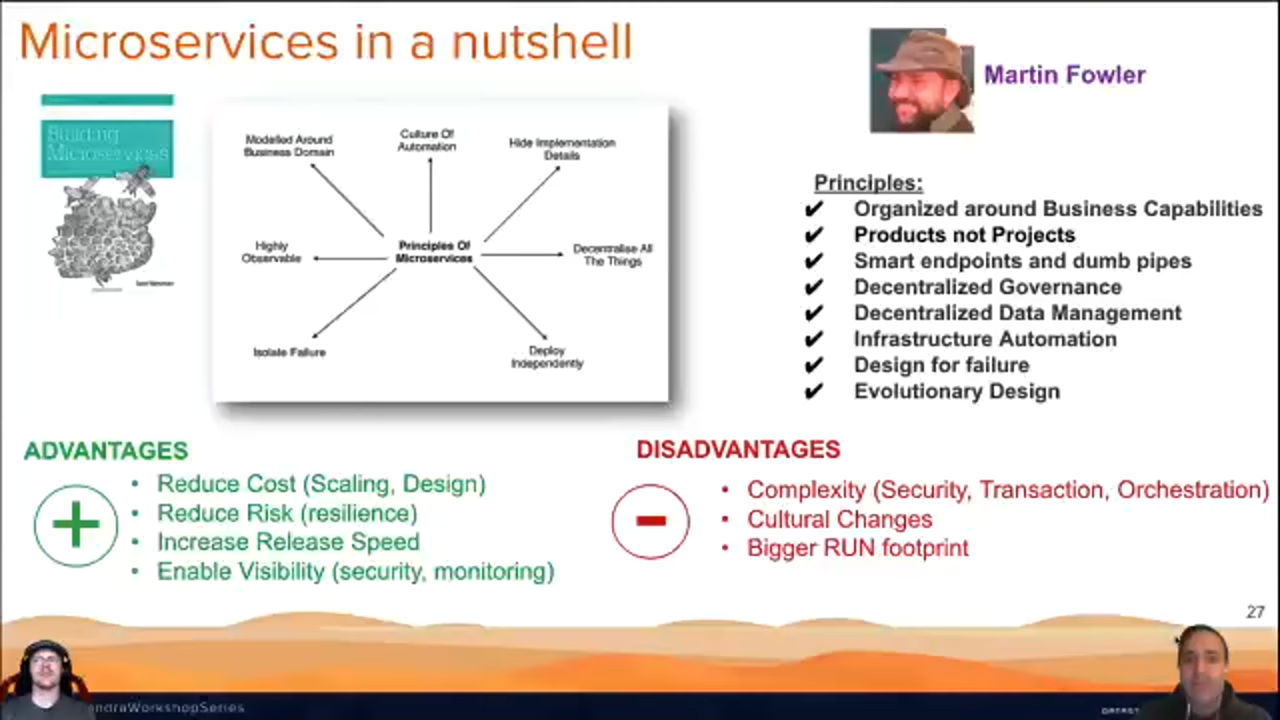 Microservices in a nutshell
Martin Fowler
Building
Microservices
Modelled Around
Business Domain
Culture Of
Automation
Hide Implementation
Details
Highly
Observable
Principles Of
Microservices
Decentralise All
The Things
Isolate Failure
Deploy
Independently
Principles:
✔ Organized around Business Capabilities
✔ Products not Projects
✔ Smart endpoints and dumb pipes
✔ Decentralized Governance
✔ Decentralized Data Management
✔ Infrastructure Automation
✔ Design for failure
✔ Evolutionary Design
ADVANTAGES
+
• Reduce Cost (Scaling, Design)
• Reduce Risk (resilience)
• Increase Release Speed
• Enable Visibility (security, monitoring)
DISADVANTAGES
-
• Complexity (Security, Transaction, Orchestration)
• Cultural Changes
• Bigger RUN footprint
27
ndraWorkshopSeries
DATAST